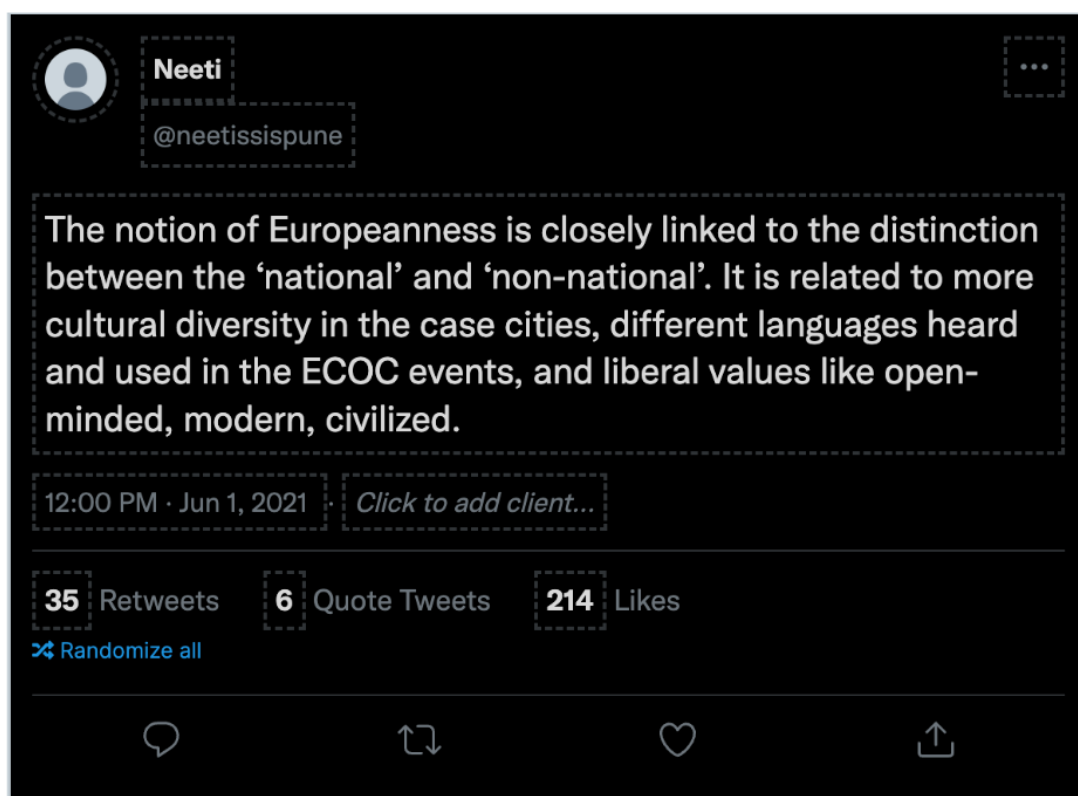 Neeti
@neetissispune
The notion of Europeanness is closely linked to the distinction
between the ‘national’ and ‘non-national’. It is related to more
cultural diversity in the case cities, different languages heard
and used in the ECOC events, and liberal values like open-
minded, modern, civilized.
12:00 PM · Jun 1, 2021 · Click to add client...
35 Retweets 6 Quote Tweets 214 Likes
Randomize all